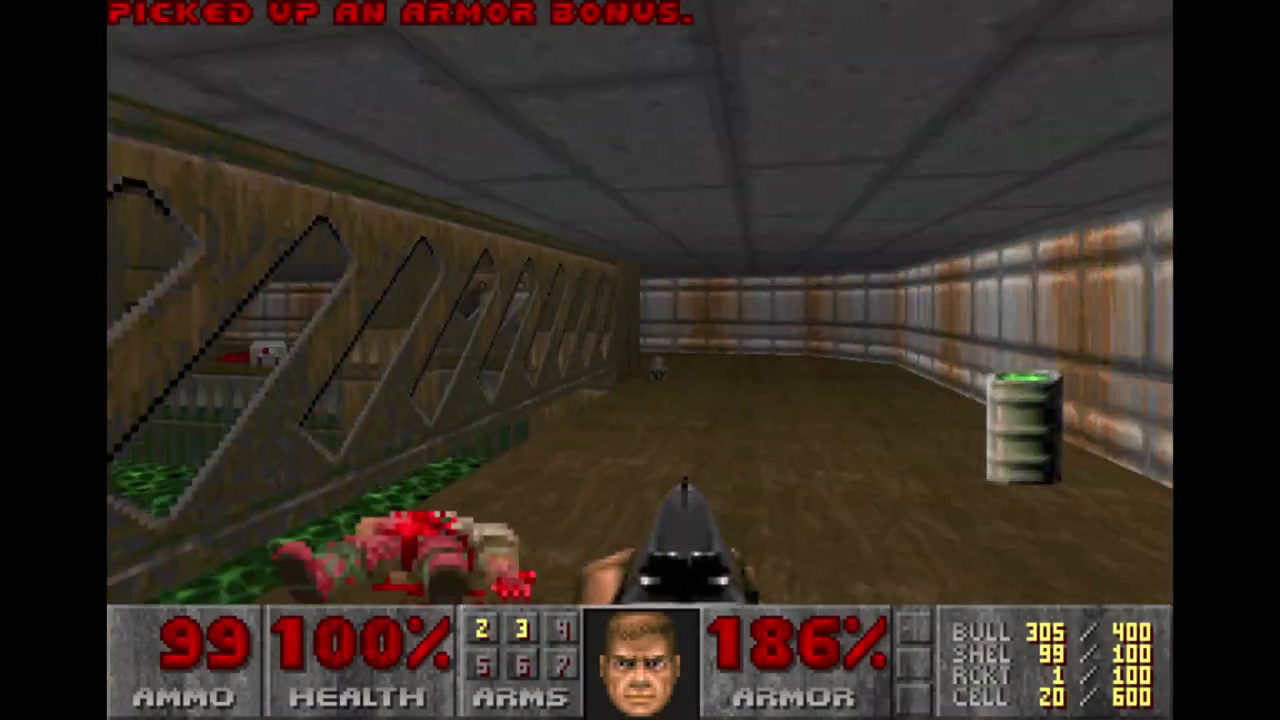 PICKED UP AN ARMOR BONUS.
99 100% 2 3 4 186% BULL 305 / 400
5 6 7 SHEL 99 / 100
RCKT 1 / 100
AMMO HEALTH ARMS ARMOR CELL 20 / 600